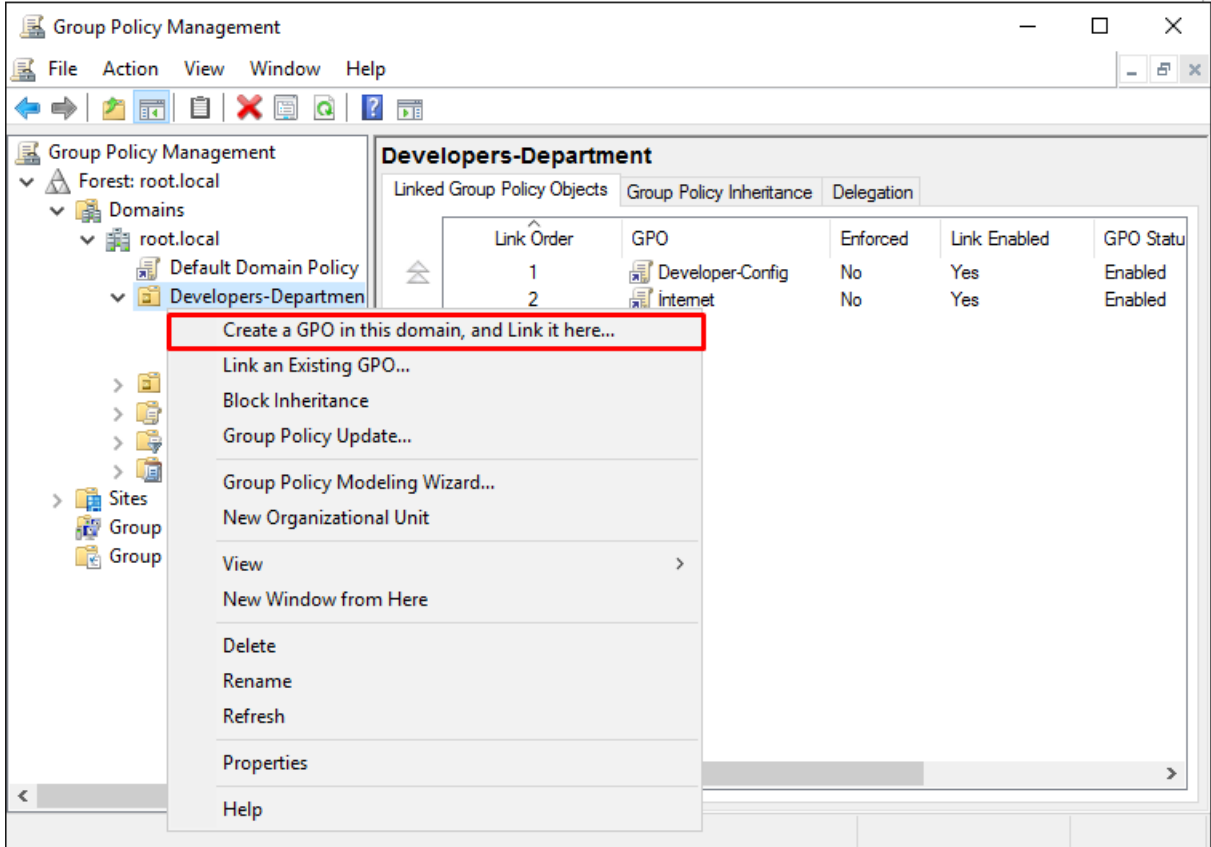 Group Policy Management
File Action View Window Help
Group Policy Management
Forest: root.local
Domains
root.local
Default Domain Policy
Developers-Departmen
Sites
Group
Group
Developers-Department
Linked Group Policy Objects Group Policy Inheritance Delegation
Link Order GPO Enforced Link Enabled GPO Statu
1 Developer-Config No Yes Enabled
2 Internet No Yes Enabled
Create a GPO in this domain, and Link it here...
Link an Existing GPO...
Block Inheritance
Group Policy Update...
Group Policy Modeling Wizard...
New Organizational Unit
View
New Window from Here
Delete
Rename
Refresh
Properties
Help